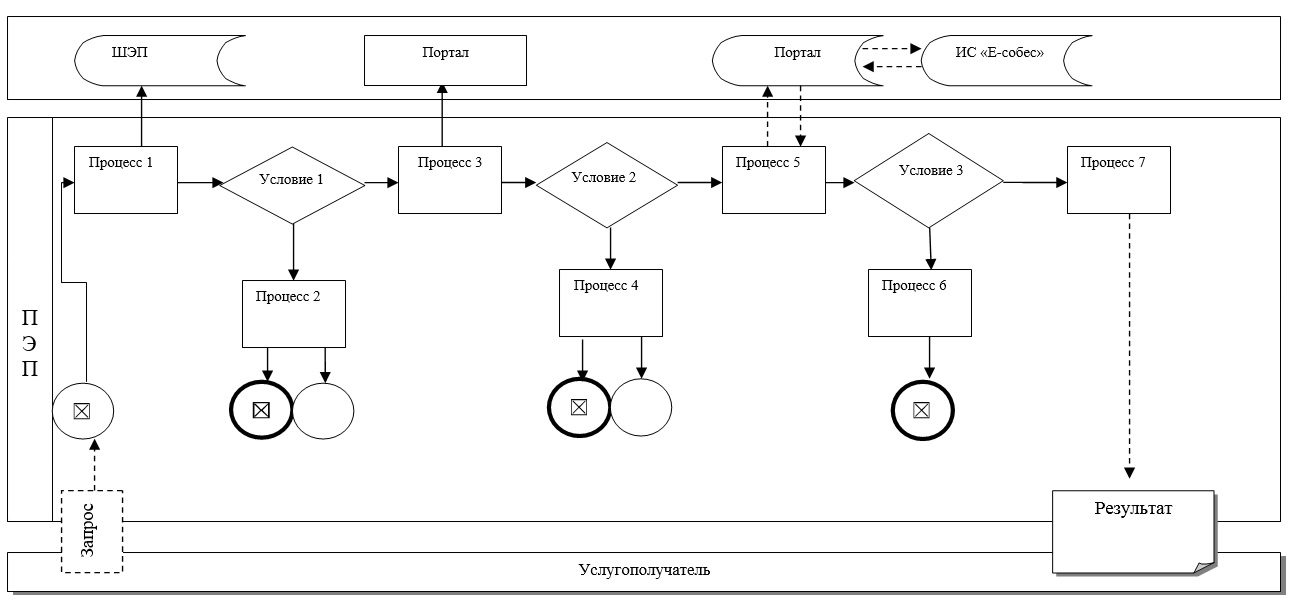 ШЭП
Портал
Портал
ИС «Е-собес»
Процесс 1
Условие 1
Процесс 3
Условие 2
Процесс 5
Условие 3
Процесс 7
Процесс 2
Процесс 4
Процесс 6
П
Э
П
Запрос
Результат
Услугополучатель